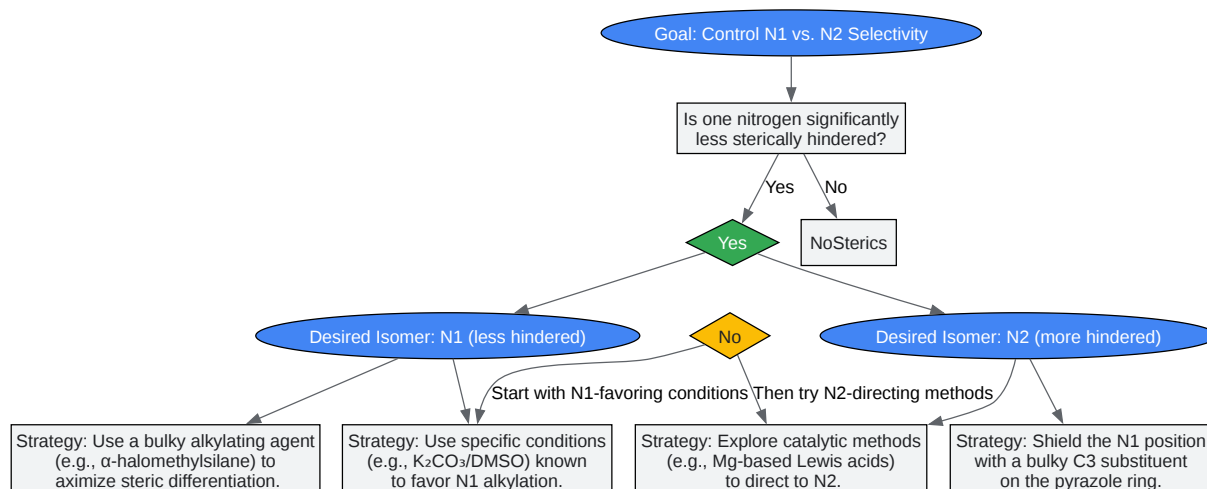 Goal: Control N1 vs. N2 Selectivity
Is one nitrogen significantly
less sterically hindered?
Yes
No
Yes
NoSterics
Desired Isomer: N1 (less hindered)
No
Desired Isomer: N2 (more hindered)
Start with N1-favoring conditions
Then try N2-directing methods
Strategy: Use a bulky alkylating agent
(e.g., α-halomethylsilane) to
aximize steric differentiation.
Strategy: Use specific conditions
(e.g., K₂CO₃/DMSO) known
to favor N1 alkylation.
Strategy: Explore catalytic methods
(e.g., Mg-based Lewis acids)
to direct to N2.
Strategy: Shield the N1 position
with a bulky C3 substituent
on the pyrazole ring.